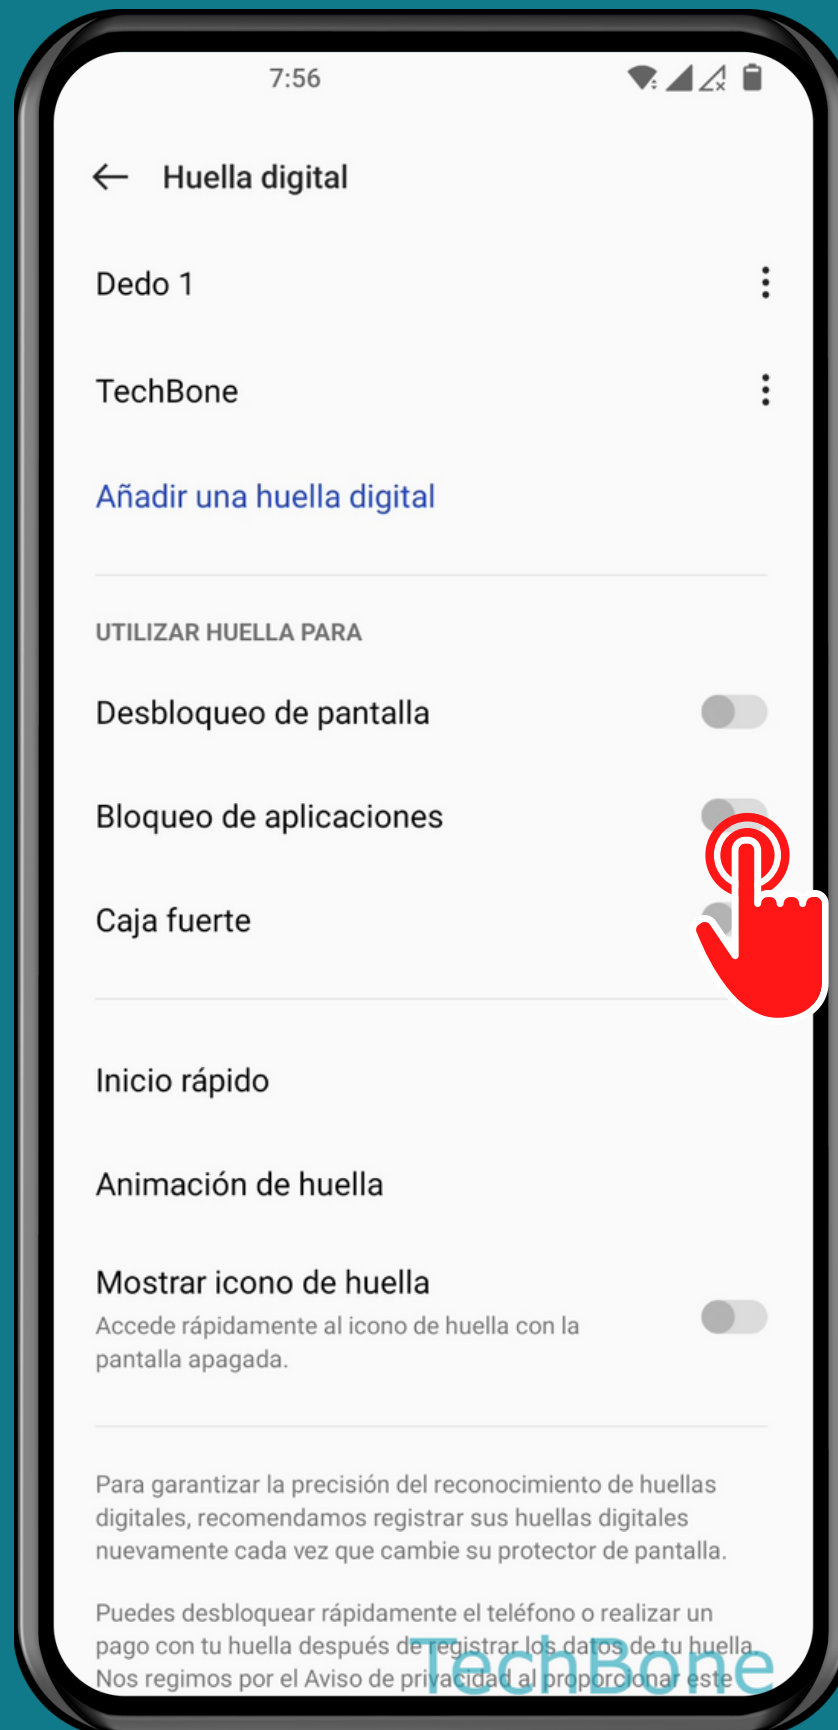 7:56
Huella digital
Dedo 1
TechBone
Añadir una huella digital
UTILIZAR HUELLA PARA
Desbloqueo de pantalla
Bloqueo de aplicaciones
Caja fuerte
Inicio rápido
Animación de huella
Mostrar icono de huella
Accede rápidamente al icono de huella con la
pantalla apagada.
Para garantizar la precisión del reconocimiento de huellas
digitales, recomendamos registrar sus huellas digitales
nuevamente cada vez que cambie su protector de pantalla.
Puedes desbloquear rápidamente el teléfono o realizar un
pago con tu huella después de registrar los datos de tu huella.
Nos regimos por el Aviso de privacidad al proporcionar este
TechBone